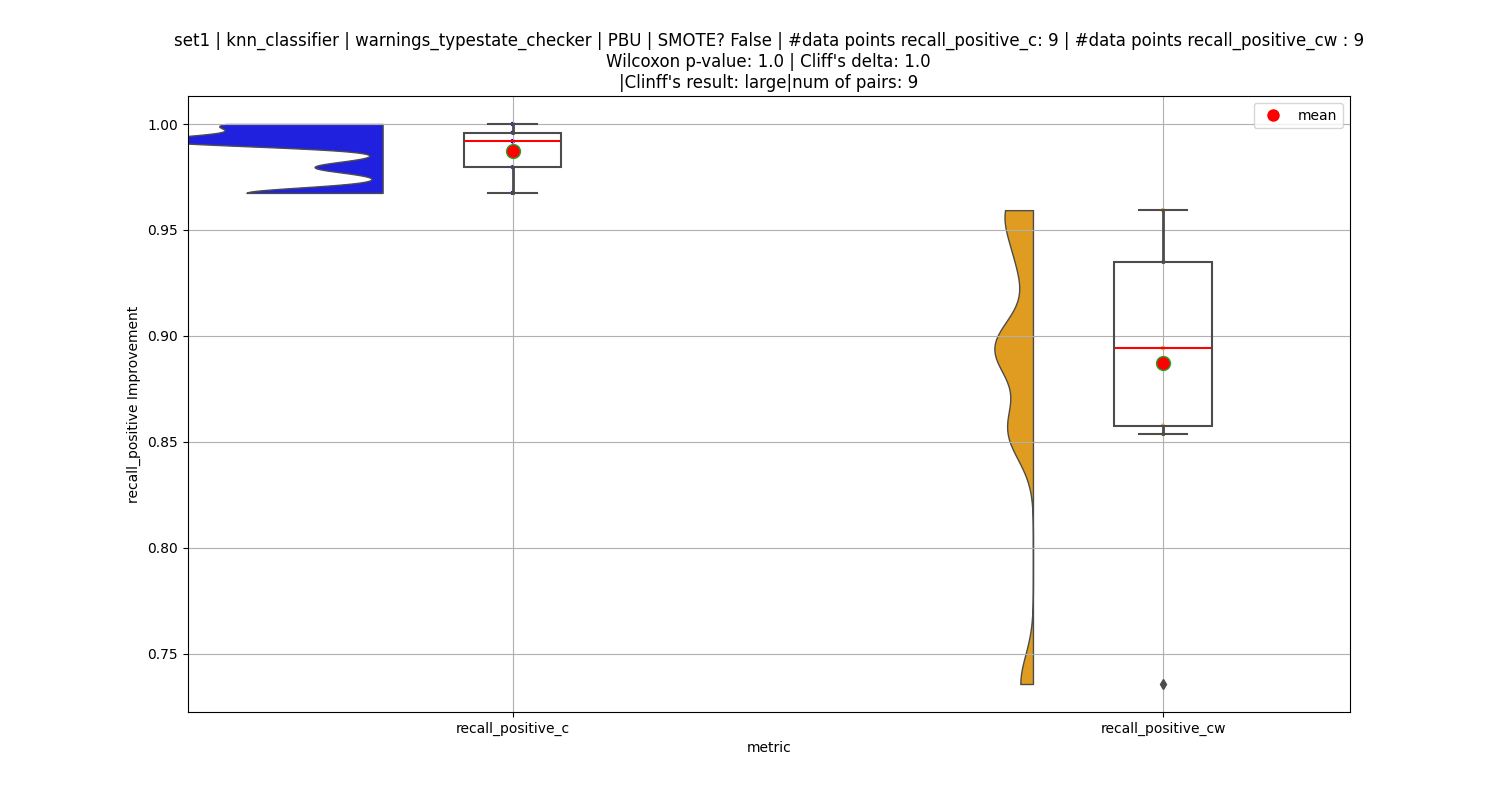 set1 | knn_classifier | warnings_typestate_checker | PBU | SMOTE? False | #data points recall_positive_c: 9 | #data points recall_positive_cw : 9
Wilcoxon p-value: 1.0 | Cliff's delta: 1.0
|Clinff's result: large|num of pairs: 9
mean
1.00
0.95
0.90
0.85
0.80
0.75
recall_positive Improvement
recall_positive_c
recall_positive_cw
metric